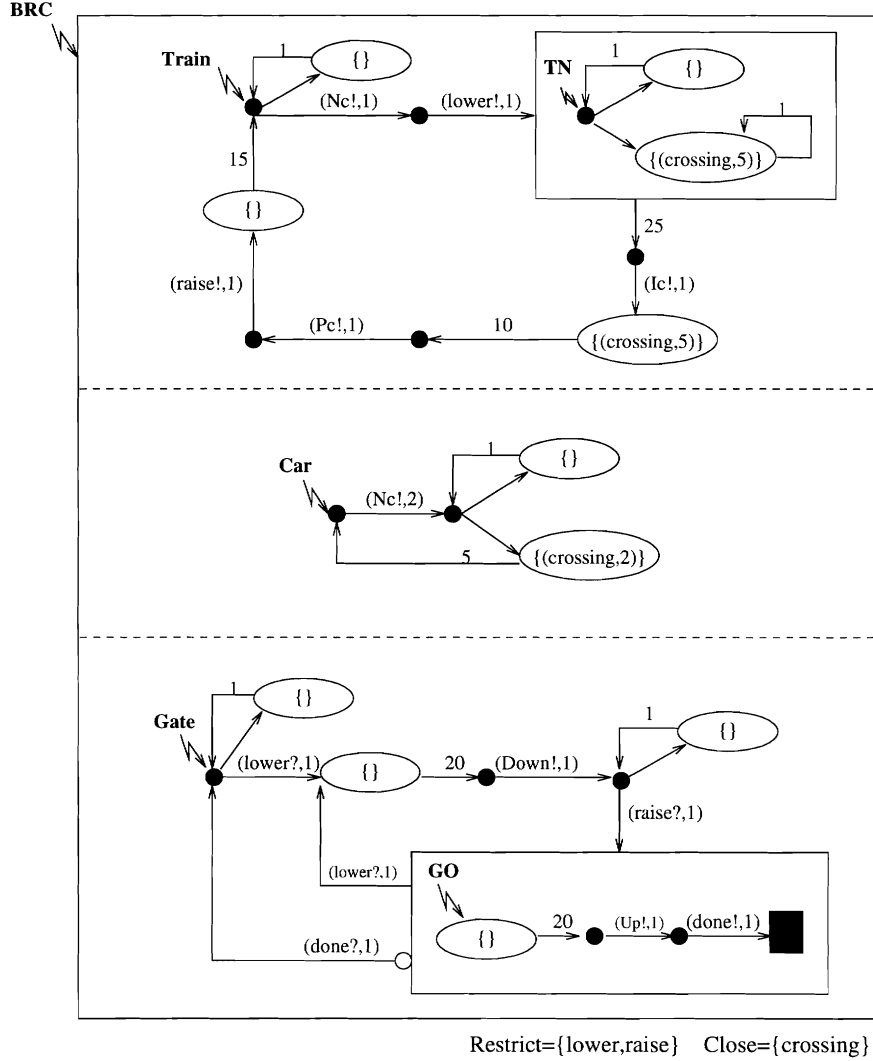 BRC
Train
1
{}
(Nc!,1)
(lower!,1)
TN
1
{}
1
{(crossing,5)}
15
{}
25
(raise!,1)
(Ic!,1)
(Pc!,1)
10
{(crossing,5)}
Car
1
{}
(Nc!,2)
5
{(crossing,2)}
Gate
1
{}
1
{}
(lower?,1)
{}
20
(Down!,1)
(raise?,1)
(lower?,1)
GO
{}
20
(Up!,1)
(done!,1)
(done?,1)
Restrict={lower,raise} Close={crossing}